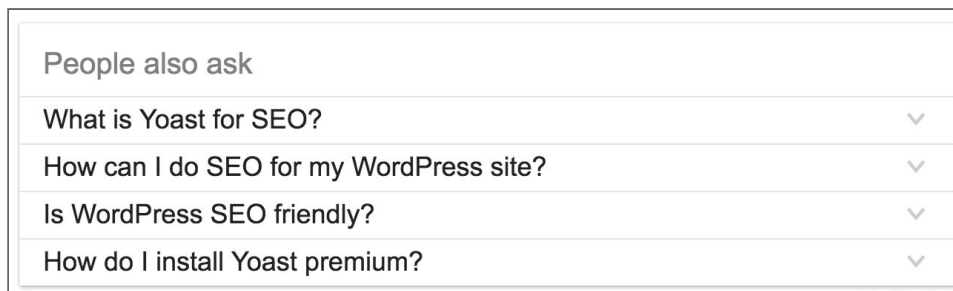 People also ask
What is Yoast for SEO?
How can I do SEO for my WordPress site?
Is WordPress SEO friendly?
How do I install Yoast premium?